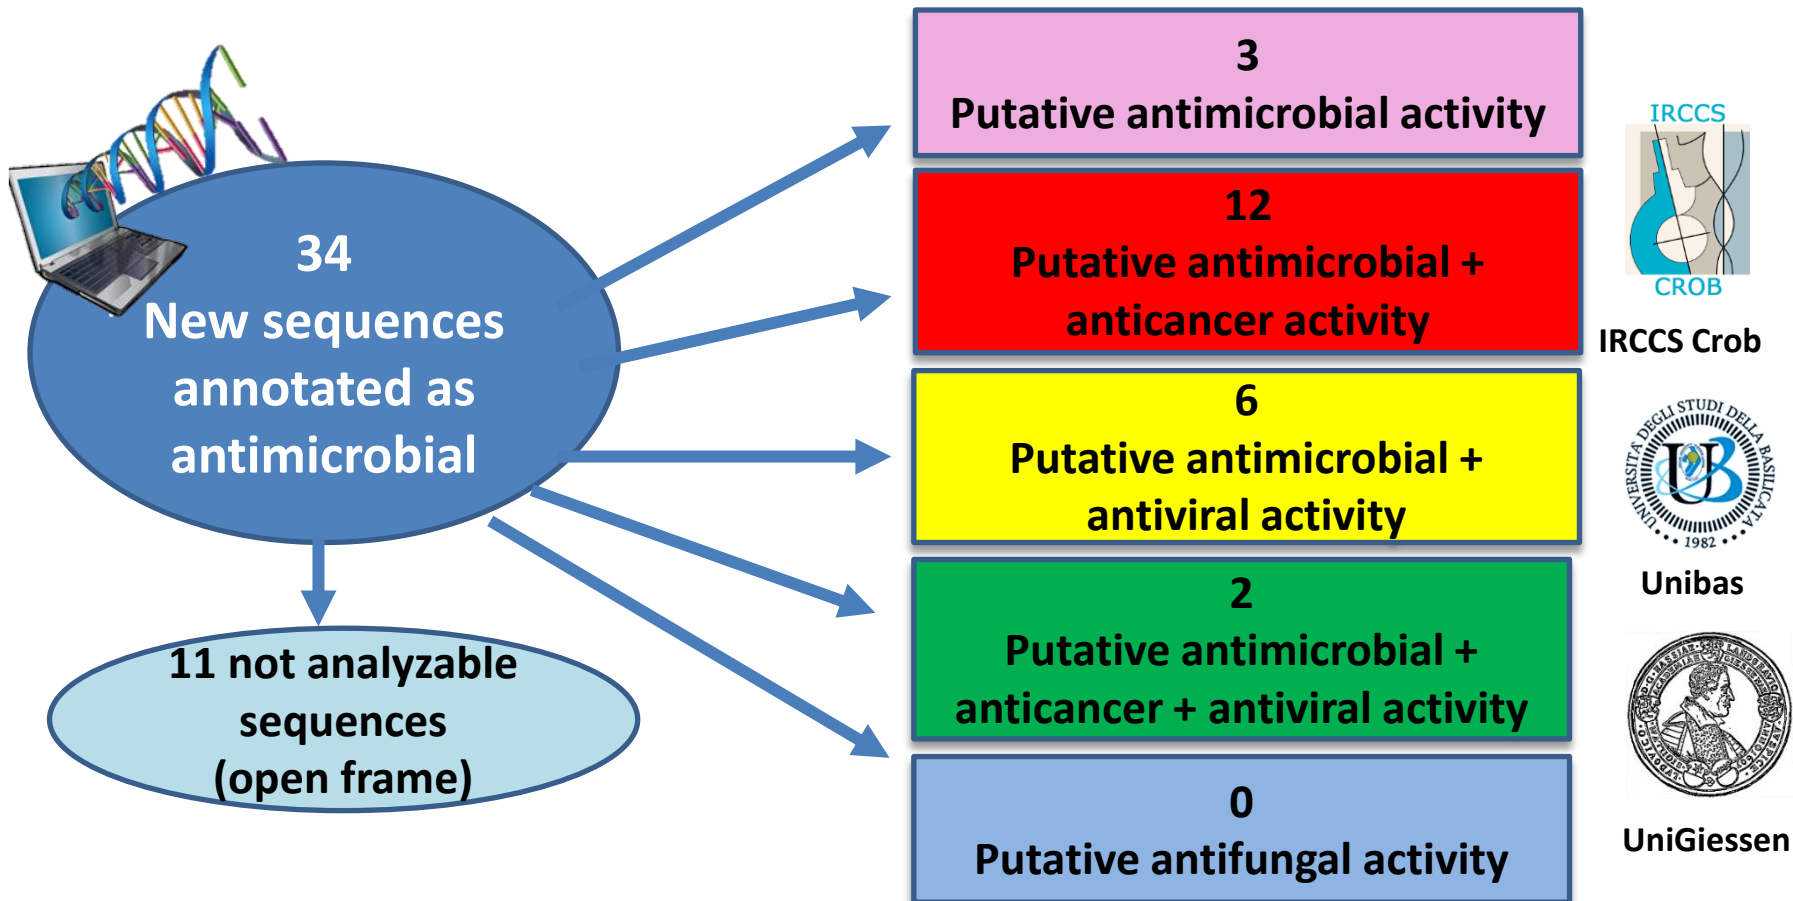 34
New sequences
annotated as
antimicrobial
11 not analyzable
sequences
(open frame)
3
Putative antimicrobial activity
12
Putative antimicrobial +
anticancer activity
6
Putative antimicrobial +
antiviral activity
2
Putative antimicrobial +
anticancer + antiviral activity
0
Putative antifungal activity
IRCCS
CROB
IRCCS Crob
UNIVERSITÀ DEGLI STUDI DELLA BASILICATA
UB
1982
Unibas
UniGiessen